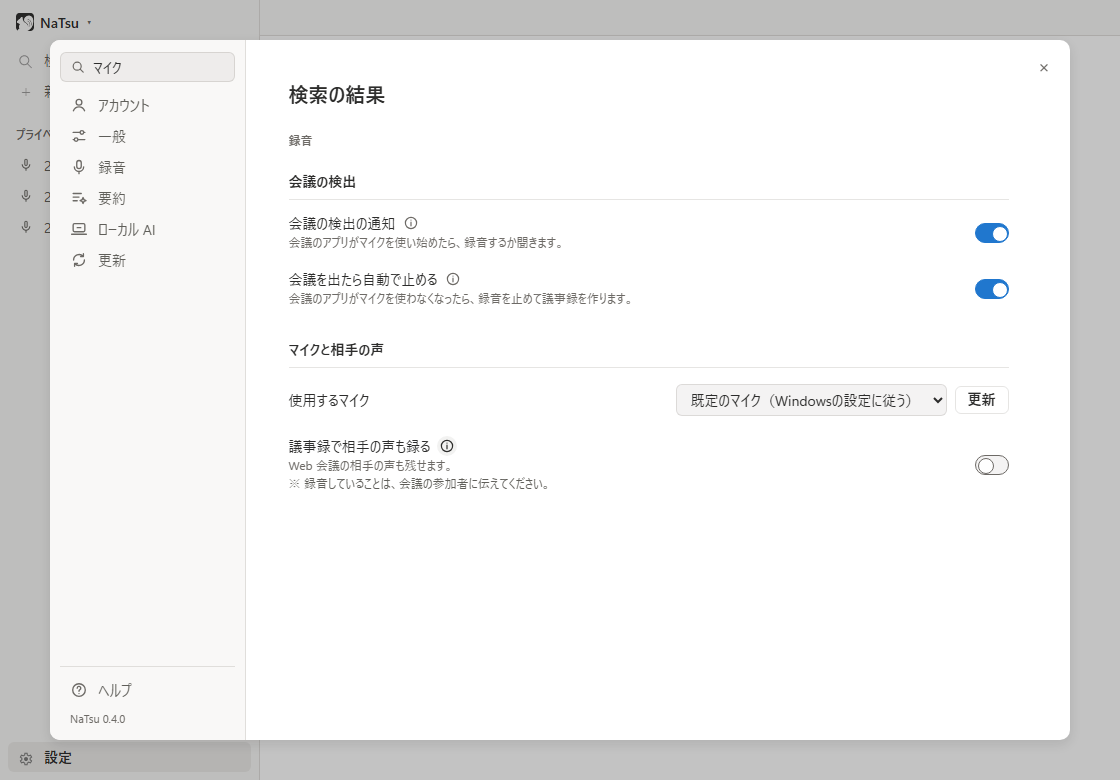 NaTsu
マイク
アカウント
一般
録音
要約
ローカル AI
更新
ヘルプ
NaTsu 0.4.0
設定
プライベ
2
2
2
検索の結果
録音
会議の検出
会議の検出の通知
会議のアプリがマイクを使い始めたら、録音するか聞きます。
会議を出たら自動で止める
会議のアプリがマイクを使わなくなったら、録音を止めて議事録を作ります。
マイクと相手の声
使用するマイク
既定のマイク（Windowsの設定に従う）
更新
議事録で相手の声も録る
Web 会議の相手の声も残せます。
※ 録音していることは、会議の参加者に伝えてください。